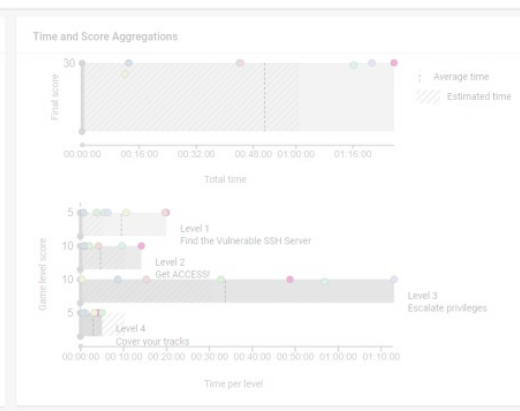 Time and Score Aggregations
30
Final score
00:00:00 00:16:00 00:32:00 00:48:00 01:00:00 01:16:00
Total time
Average time
Estimated time
5
Level 1
Find the Vulnerable SSH Server
10
Level 2
Get ACCESS!
10
Level 3
Escalate privileges
5
Level 4
Cover your tracks
Game level score
00:00:00 00:10:00 00:20:00 00:30:00 00:40:00 00:50:00 01:00:00 01:10:00
Time per level